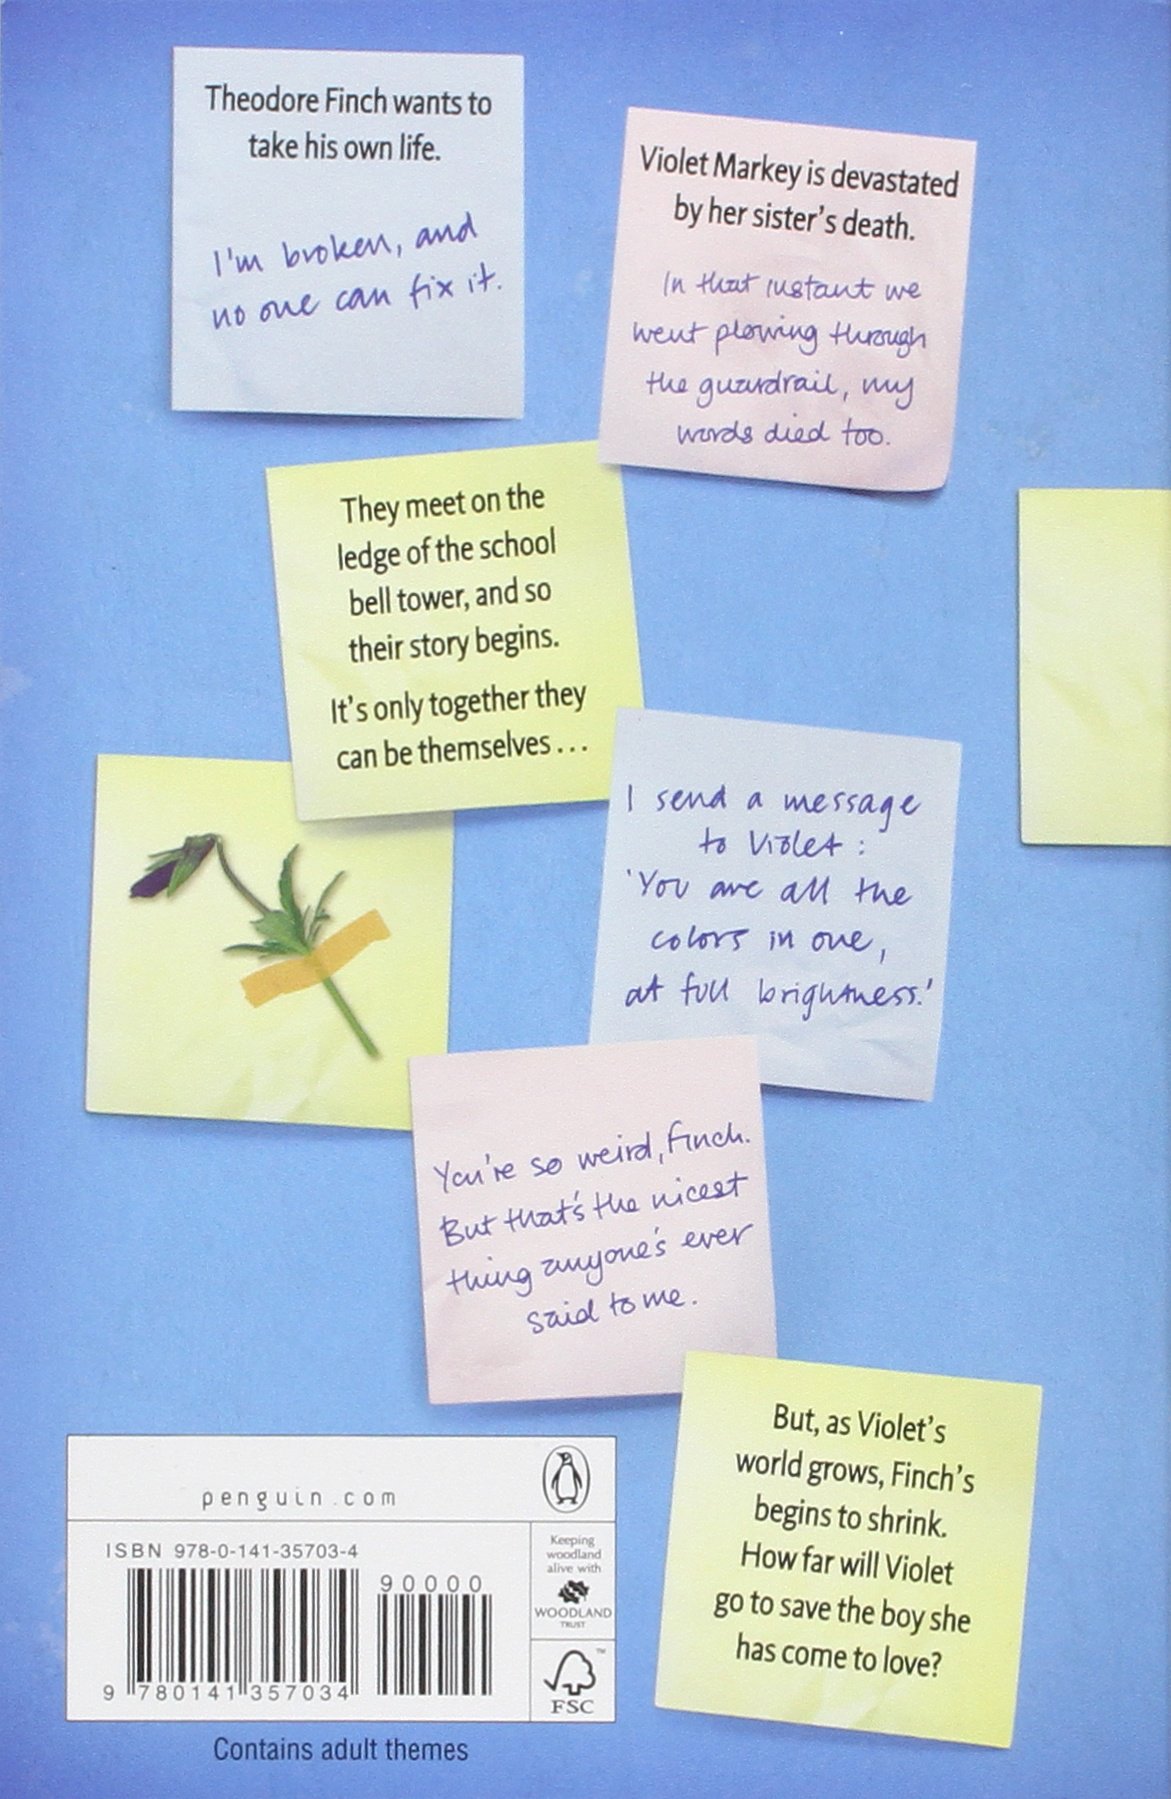 Theodore Finch wants to
take his own life.
I'm broken, and
no one can fix it.
Violet Markey is devastated
by her sister's death.
In that instant we
went plowing through
the guardrail, my
words died too.
They meet on the
ledge of the school
bell tower, and so
their story begins.
It's only together they
can be themselves ...
I send a message
to Violet:
'You are all the
colors in one,
at full brightness.'
You're so weird, Finch.
But that's the nicest
thing anyone's ever
said to me.
But, as Violet's
world grows, Finch's
begins to shrink.
How far will Violet
go to save the boy she
has come to love?
penguin.com
ISBN 978-0-141-35703-4
90000
9 780141 357034
Keeping
woodland
alive with
WOODLAND
TRUST
™
FSC
Contains adult themes